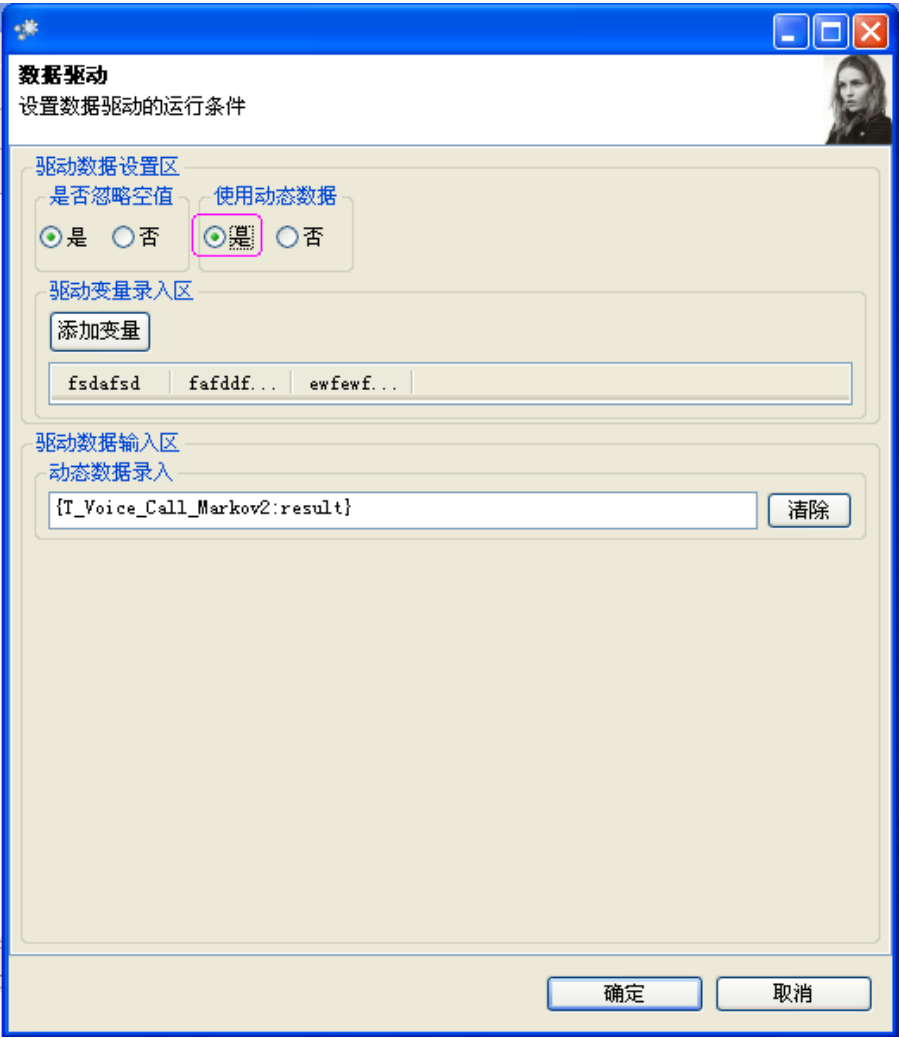 数据驱动
设置数据驱动的运行条件
驱动数据设置区
是否忽略空值 使用动态数据
是 否 是 否
驱动变量录入区
添加变量
fsdafsd fafddf... ewfewf...
驱动数据输入区
动态数据录入
{T_Voice_Call_Markov2:result} 清除
确定 取消